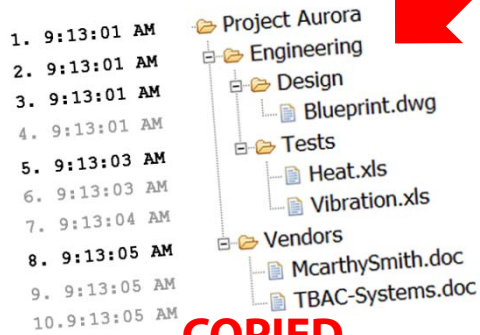 1. 9:13:01 AM Project Aurora
2. 9:13:01 AM Engineering
3. 9:13:01 AM Design
4. 9:13:01 AM Blueprint.dwg
5. 9:13:03 AM Tests
6. 9:13:03 AM Heat.xls
7. 9:13:04 AM Vibration.xls
8. 9:13:05 AM Vendors
9. 9:13:05 AM McarthySmith.doc
10.9:13:05 AM TBAC-Systems.doc
COPIED